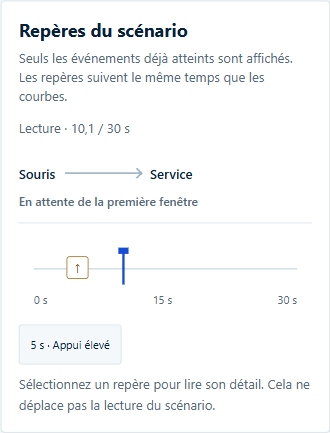 Repères du scénario
Seuls les événements déjà atteints sont affichés.
Les repères suivent le même temps que les
courbes.
Lecture · 10,1 / 30 s
Souris → Service
En attente de la première fenêtre
↑
0 s 15 s 30 s
5 s · Appui élevé
Sélectionnez un repère pour lire son détail. Cela ne
déplace pas la lecture du scénario.